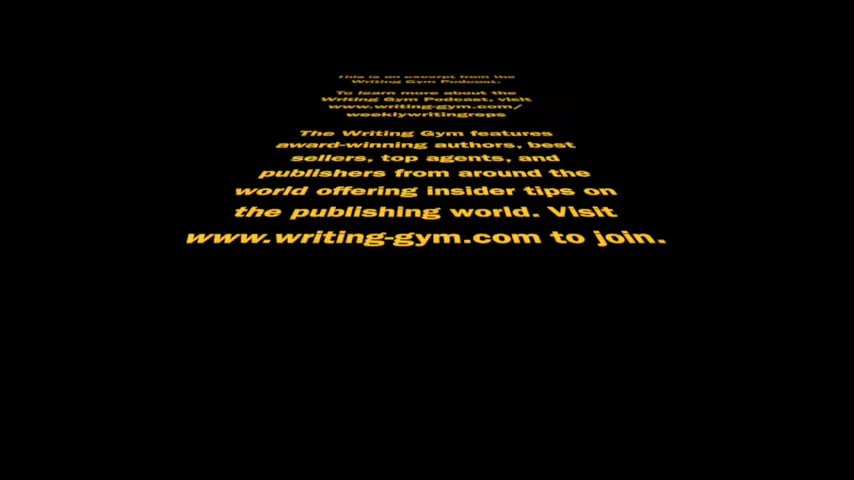 This is an excerpt from the
Writing Gym Podcast.
To learn more about the
Writing Gym Podcast, visit
www.writing-gym.com/
weeklywritingreps
The Writing Gym features
award-winning authors, best
sellers, top agents, and
publishers from around the
world offering insider tips on
the publishing world. Visit
www.writing-gym.com to join.